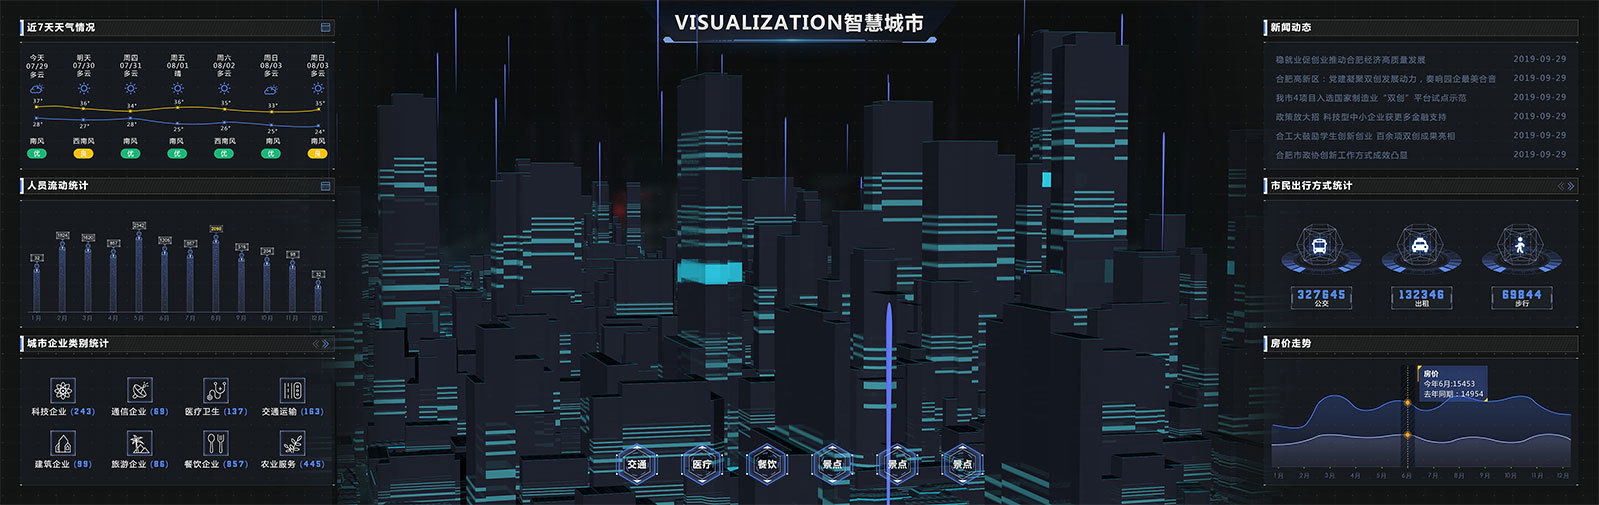 VISUALIZATION智慧城市
近7天天气情况
今天 明天 周四 周五 周六 周日 周日
07/29 07/30 07/31 08/01 08/02 08/03 08/03
多云 多云 多云 晴 多云 多云 多云
37° 36° 34° 36° 35° 33° 35°
28° 27° 28° 25° 26° 25° 24°
南风 西南风 南风 南风 西南风 南风 南风
优 良 优 优 优 优 良
人员流动统计
1月 2月 3月 4月 5月 6月 7月 8月 9月 10月 11月 12月
城市企业类别统计
科技企业 (243) 通信企业 (69) 医疗卫生 (137) 交通运输 (163)
建筑企业 (99) 旅游企业 (86) 餐饮企业 (857) 农业服务 (445)
交通 医疗 餐饮 景点 景点 景点
新闻动态
稳就业促创业推动合肥经济高质量发展 2019-09-29
合肥高新区：党建凝聚双创发展动力，奏响园企最美合音 2019-09-29
我市4项目入选国家制造业“双创”平台试点示范 2019-09-29
政策放大招 科技型中小企业获更多金融支持 2019-09-29
合工大鼓励学生创新创业 百余项双创成果亮相 2019-09-29
合肥市政协创新工作方式成效凸显 2019-09-29
市民出行方式统计
327645 132346 69844
公交 出租 步行
房价走势
房价
今年6月:15453
去年同期：14954
1月 2月 3月 4月 5月 6月 7月 8月 9月 10月 11月 12月